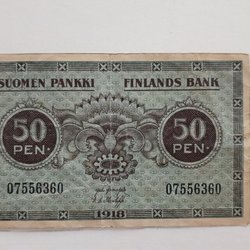 SUOMEN PANKKI FINLANDS BANK
50 PEN. 50 PEN.
07556360 07556360
1918